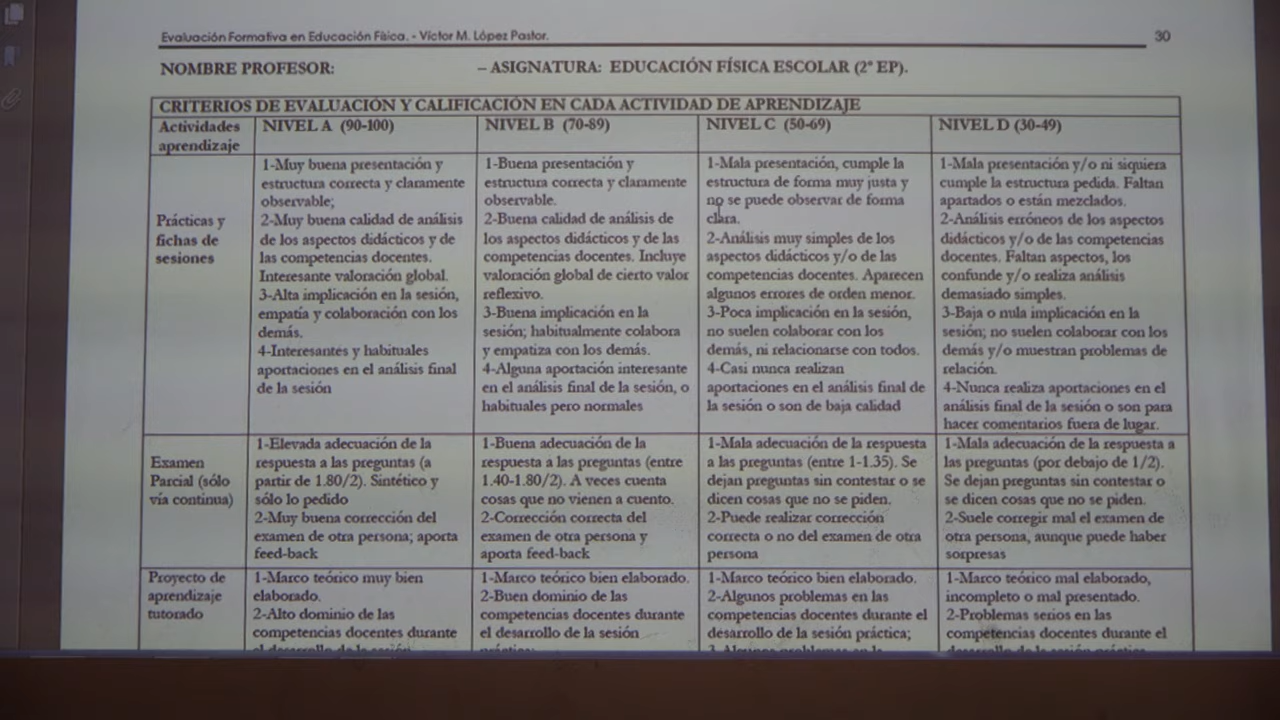 Evaluación Formativa en Educación Física. - Víctor M. López Pastor.
30
NOMBRE PROFESOR:
– ASIGNATURA: EDUCACIÓN FÍSICA ESCOLAR (2º EP).
CRITERIOS DE EVALUACIÓN Y CALIFICACIÓN EN CADA ACTIVIDAD DE APRENDIZAJE
Actividades
aprendizaje
NIVEL A (90-100)
NIVEL B (70-89)
NIVEL C (50-69)
NIVEL D (30-49)
Prácticas y
fichas de
sesiones
1-Muy buena presentación y
estructura correcta y claramente
observable;
2-Muy buena calidad de análisis
de los aspectos didácticos y de
las competencias docentes.
Interesante valoración global.
3-Alta implicación en la sesión,
empatía y colaboración con los
demás.
4-Interesantes y habituales
aportaciones en el análisis final
de la sesión
1-Buena presentación y
estructura correcta y claramente
observable.
2-Buena calidad de análisis de
los aspectos didácticos y de las
competencias docentes. Incluye
valoración global de cierto valor
reflexivo.
3-Buena implicación en la
sesión; habitualmente colabora
y empatiza con los demás.
4-Alguna aportación interesante
en el análisis final de la sesión, o
habituales pero normales
1-Mala presentación, cumple la
estructura de forma muy justa y
no se puede observar de forma
clara.
2-Análisis muy simples de los
aspectos didácticos y/o de las
competencias docentes. Aparecen
algunos errores de orden menor.
3-Poca implicación en la sesión,
no suelen colaborar con los
demás, ni relacionarse con todos.
4-Casi nunca realizan
aportaciones en el análisis final de
la sesión o son de baja calidad
1-Mala presentación y/o ni siquiera
cumple la estructura pedida. Faltan
apartados o están mezclados.
2-Análisis erróneos de los aspectos
didácticos y/o de las competencias
docentes. Faltan aspectos, los
confunde y/o realiza análisis
demasiado simples.
3-Baja o nula implicación en la
sesión; no suelen colaborar con los
demás y/o muestran problemas de
relación.
4-Nunca realiza aportaciones en el
análisis final de la sesión o son para
hacer comentarios fuera de lugar.
Examen
Parcial (sólo
vía continua)
1-Elevada adecuación de la
respuesta a las preguntas (a
partir de 1.80/2). Sintético y
sólo lo pedido
2-Muy buena corrección del
examen de otra persona; aporta
feed-back
1-Buena adecuación de la
respuesta a las preguntas (entre
1.40-1.80/2). A veces cuenta
cosas que no vienen a cuento.
2-Corrección correcta del
examen de otra persona y
aporta feed-back
1-Mala adecuación de la respuesta
a las preguntas (entre 1-1.35). Se
dejan preguntas sin contestar o se
dicen cosas que no se piden.
2-Puede realizar corrección
correcta o no del examen de otra
persona
1-Mala adecuación de la respuesta a
las preguntas (por debajo de 1/2).
Se dejan preguntas sin contestar o
se dicen cosas que no se piden.
2-Suele corregir mal el examen de
otra persona, aunque puede haber
sorpresas
Proyecto de
aprendizaje
tutorado
1-Marco teórico muy bien
elaborado.
2-Alto dominio de las
competencias docentes durante
el desarrollo de la sesión
1-Marco teórico bien elaborado.
2-Buen dominio de las
competencias docentes durante
el desarrollo de la sesión
1-Marco teórico bien elaborado.
2-Algunos problemas en las
competencias docentes durante el
desarrollo de la sesión práctica;
3-Algunos problemas en la
1-Marco teórico mal elaborado,
incompleto o mal presentado.
2-Problemas serios en las
competencias docentes durante el
desarrollo de la sesión práctica